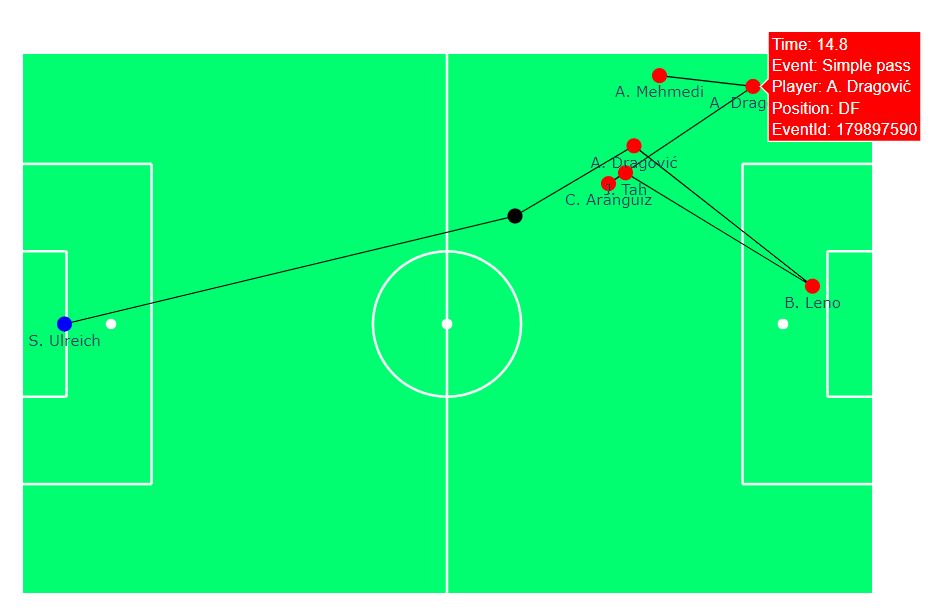 Time: 14.8
Event: Simple pass
Player: A. Dragović
Position: DF
EventId: 179897590
A. Mehmedi
A. Drag
A. Dragović
J. Tah
C. Aránguiz
B. Leno
S. Ulreich